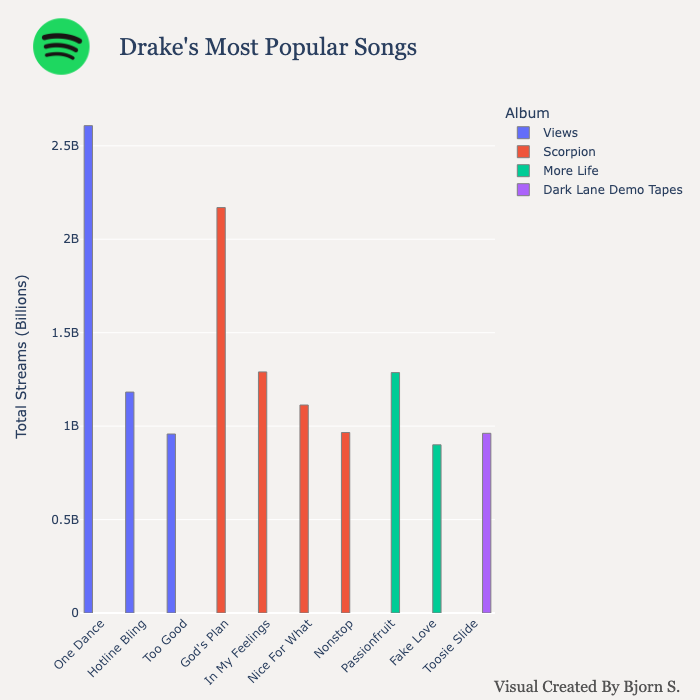 Drake's Most Popular Songs
Album
Views
Scorpion
More Life
Dark Lane Demo Tapes
Total Streams (Billions)
2.5B
2B
1.5B
1B
0.5B
0
One Dance
Hotline Bling
Too Good
God's Plan
In My Feelings
Nice For What
Nonstop
Passionfruit
Fake Love
Toosie Slide
Visual Created By Bjorn S.